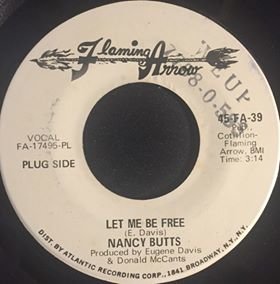 Flaming
Arrow
VOCAL
FA-17495-PL
PLUG SIDE
45-FA-39
Cotillion-
Flaming
Arrow, BMI
Time: 3:14
LET ME BE FREE
(E. Davis)
NANCY BUTTS
Produced by Eugene Davis
& Donald McCants
DIST. BY ATLANTIC RECORDING CORP., 1841 BROADWAY, N.Y., N.Y.